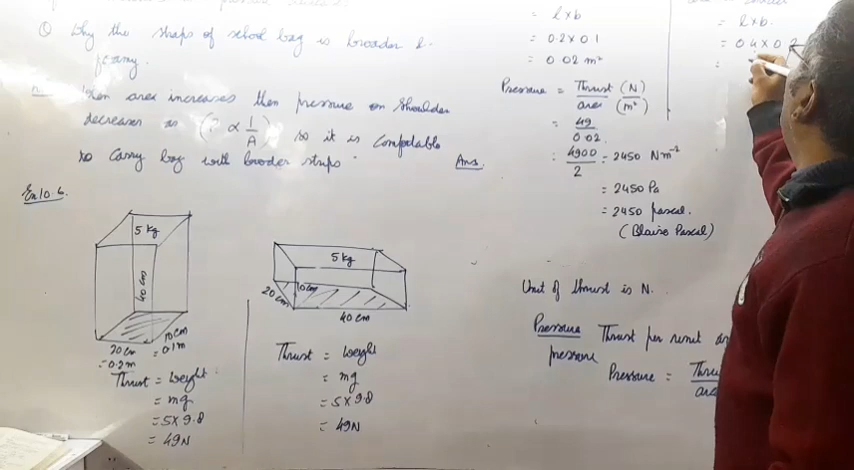 Q Why the straps of school bag is broader to
carry.
when area increases then pressure on shoulder
decreases as (P ∝ 1/A) so it is comfortable
to carry bag with broder straps. Ans.
Ex 10.6.
5 kg
40 cm
20 cm
= 0.2 m
10 cm
= 0.1 m
Thrust = weight
= mg
= 5 × 9.8
= 49 N
5 kg
20 cm
10 cm
40 cm
Thrust = weight
= mg
= 5 × 9.8
= 49 N
= l × b
= 0.2 × 0.1
= 0.02 m²
Pressure = Thrust (N) / area (m²)
= 49 / 0.02
= 4900 / 2 = 2450 Nm⁻²
= 2450 Pa
= 2450 pascal.
(Blaise Pascal)
Unit of thrust is N.
Pressure Thrust per unit
pressure
Pressure =
= l × b.
= 0.4 × 0.2
=